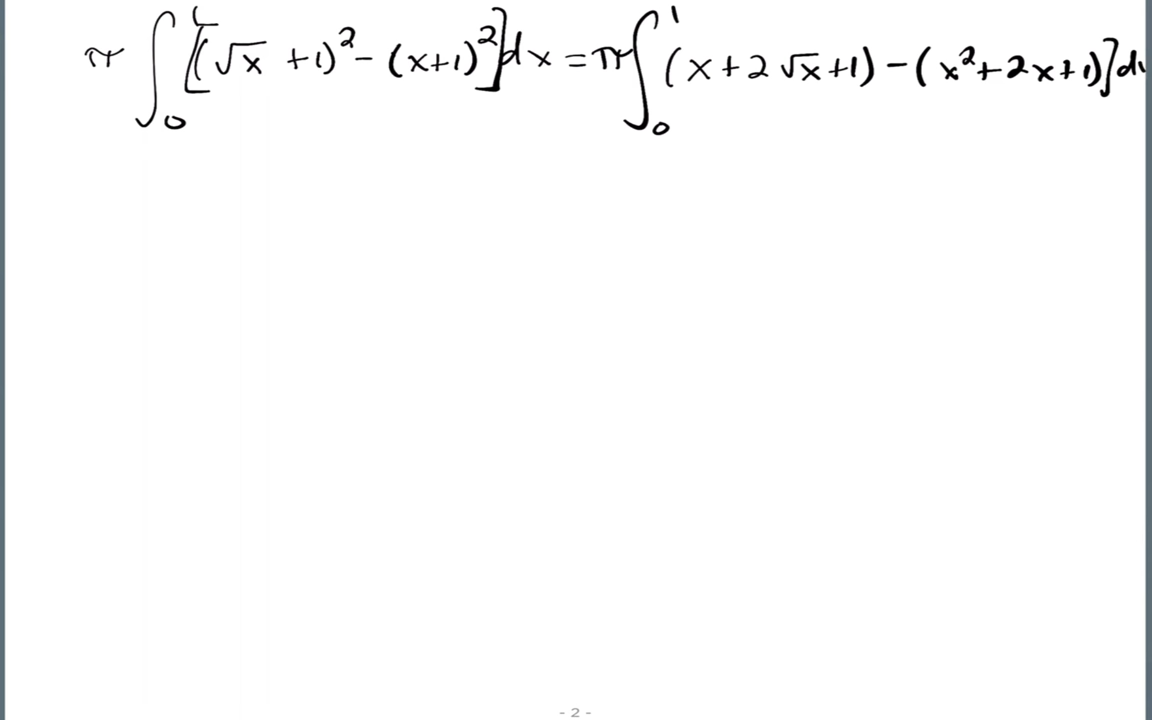 π ∫₀¹ [(√x +1)² - (x+1)²]dx = π∫₀¹ (x + 2√x +1) - (x² + 2x + 1)]dx
- 2 -